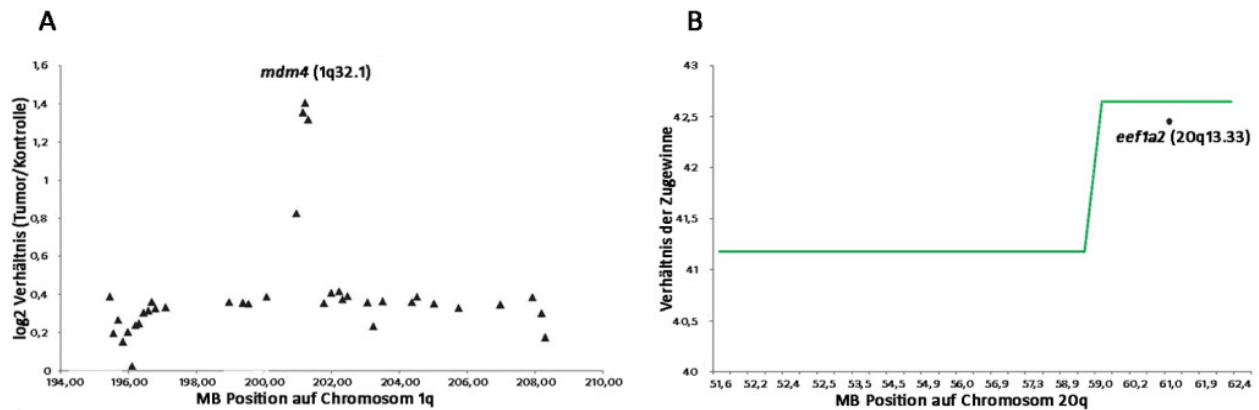 A
B
mdm4 (1q32.1)
log2 Verhältnis (Tumor/Kontrolle)
1,6
1,4
1,2
1
0,8
0,6
0,4
0,2
0
194,00 196,00 198,00 200,00 202,00 204,00 206,00 208,00 210,00
MB Position auf Chromosom 1q
Verhältnis der Zugewinne
43
42,5
42
41,5
41
40,5
40
eef1a2 (20q13.33)
51,6 52,2 52,4 52,5 53,5 54,5 54,9 56,0 56,9 57,3 58,9 59,0 60,2 61,0 61,9 62,4
MB Position auf Chromosom 20q